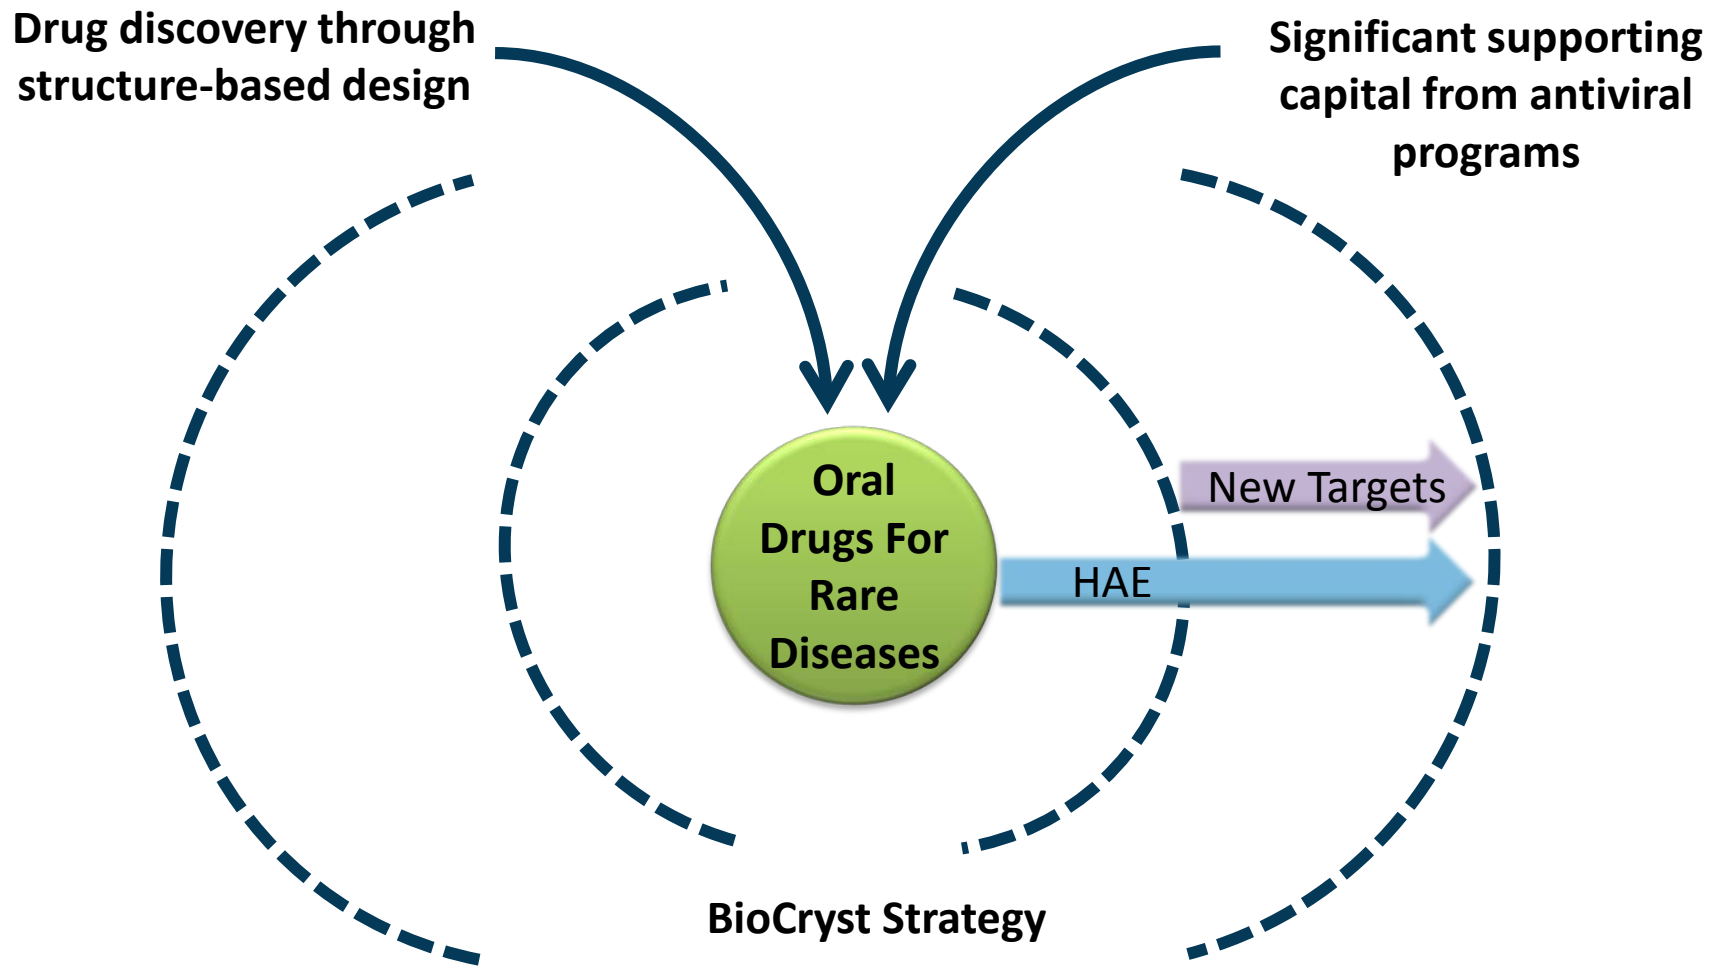 Drug discovery through
structure-based design
Significant supporting
capital from antiviral
programs
Oral
Drugs For
Rare
Diseases
New Targets
HAE
BioCryst Strategy